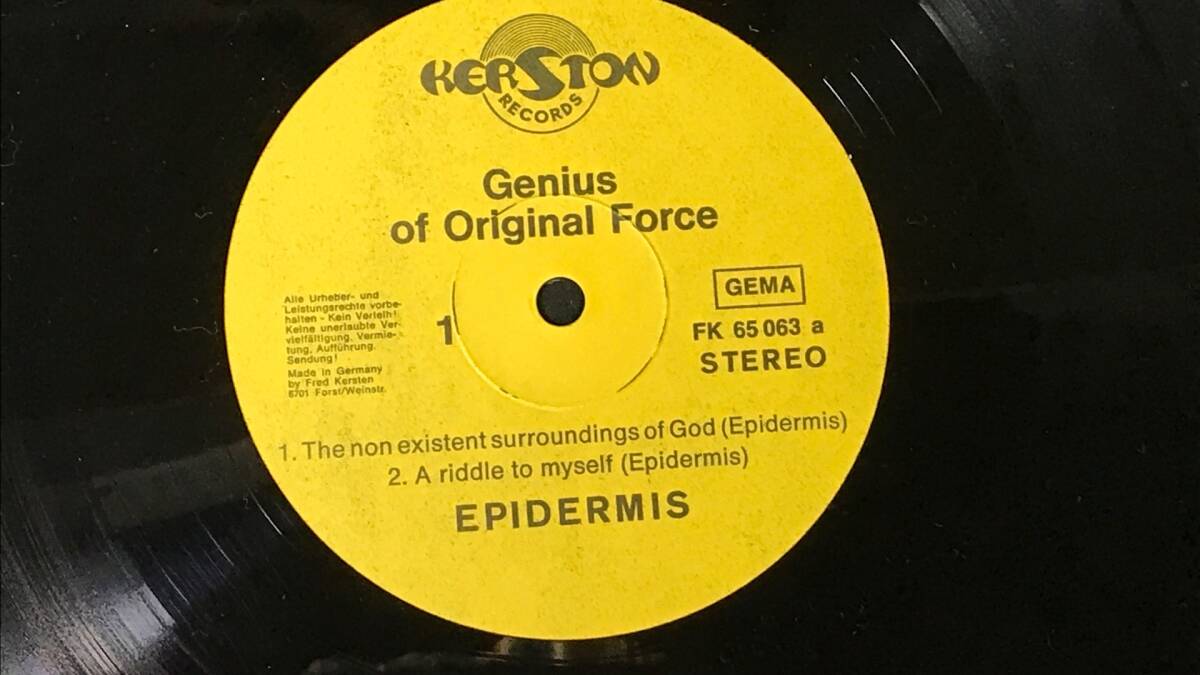 KERSTON
RECORDS
Genius
of Original Force
Alle Urheber- und
Leistungsrechte vorbe-
halten - Kein Verleih!
Keine unerlaubte Ver-
vielfältigung, Vermie-
tung, Aufführung,
Sendung!
Made in Germany
by Fred Kersten
6701 Forst/Weinstr.
1
GEMA
FK 65 063 a
STEREO
1. The non existent surroundings of God (Epidermis)
2. A riddle to myself (Epidermis)
EPIDERMIS